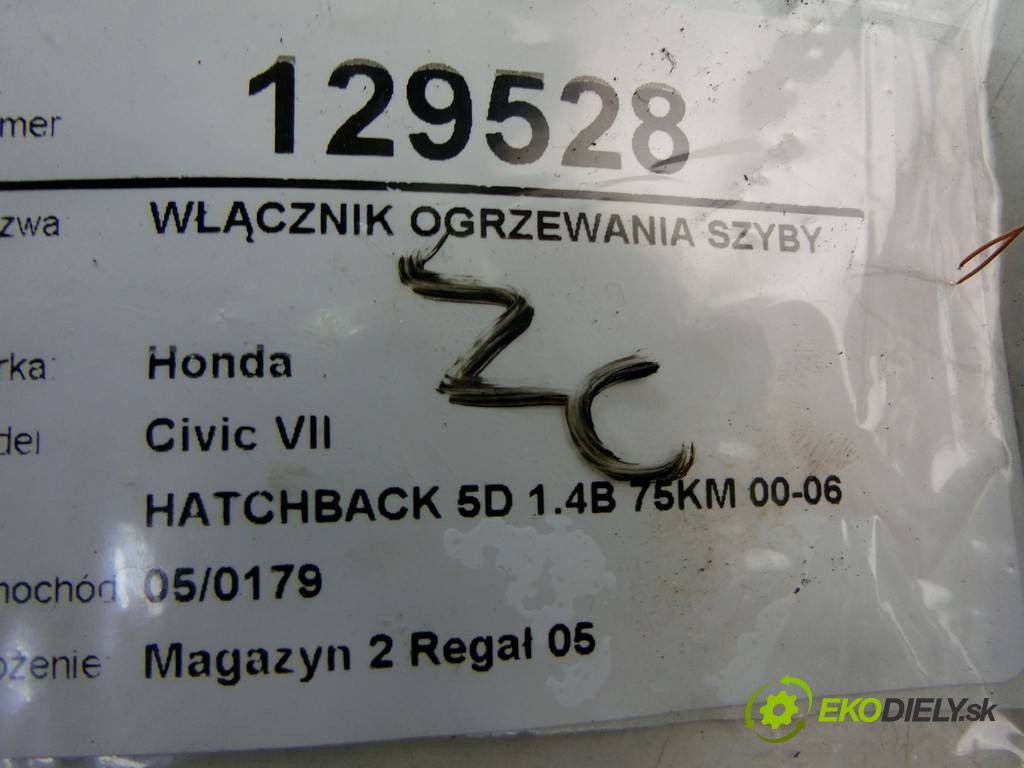 mer 129528
zwa WŁĄCZNIK OGRZEWANIA SZYBY
ZC
rka: Honda
del Civic VII
HATCHBACK 5D 1.4B 75KM 00-06
mochód 05/0179
ożenie Magazyn 2 Regał 05
EKODIELY.sk